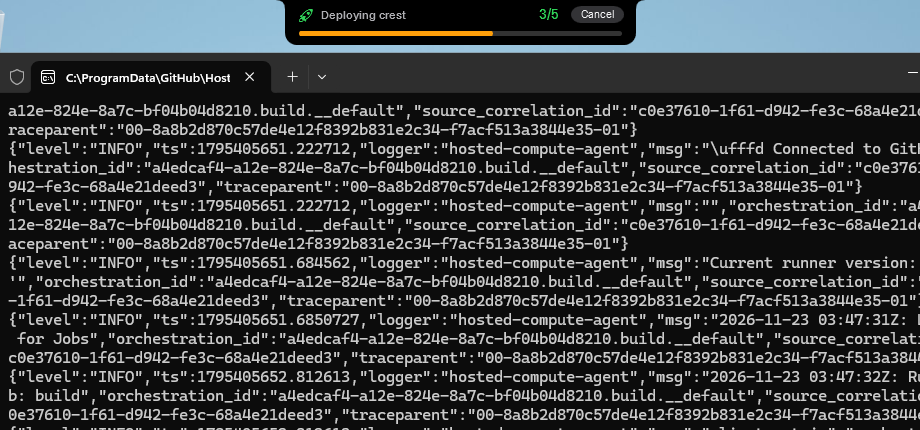 Deploying crest 3/5 Cancel
C:\ProgramData\GitHub\Host
a12e-824e-8a7c-bf04b04d8210.build.__default","source_correlation_id":"c0e37610-1f61-d942-fe3c-68a4e21d
raceparent":"00-8a8b2d870c57de4e12f8392b831e2c34-f7acf513a3844e35-01"}
{"level":"INFO","ts":1795405651.222712,"logger":"hosted-compute-agent","msg":"\ufffd Connected to GitH
hestration_id":"a4edcaf4-a12e-824e-8a7c-bf04b04d8210.build.__default","source_correlation_id":"c0e376
942-fe3c-68a4e21deed3","traceparent":"00-8a8b2d870c57de4e12f8392b831e2c34-f7acf513a3844e35-01"}
{"level":"INFO","ts":1795405651.222712,"logger":"hosted-compute-agent","msg":"","orchestration_id":"a4
12e-824e-8a7c-bf04b04d8210.build.__default","source_correlation_id":"c0e37610-1f61-d942-fe3c-68a4e21de
aceparent":"00-8a8b2d870c57de4e12f8392b831e2c34-f7acf513a3844e35-01"}
{"level":"INFO","ts":1795405651.684562,"logger":"hosted-compute-agent","msg":"Current runner version:
'","orchestration_id":"a4edcaf4-a12e-824e-8a7c-bf04b04d8210.build.__default","source_correlation_id":
-1f61-d942-fe3c-68a4e21deed3","traceparent":"00-8a8b2d870c57de4e12f8392b831e2c34-f7acf513a3844e35-01"
{"level":"INFO","ts":1795405651.6850727,"logger":"hosted-compute-agent","msg":"2026-11-23 03:47:31Z:
for Jobs","orchestration_id":"a4edcaf4-a12e-824e-8a7c-bf04b04d8210.build.__default","source_correlati
c0e37610-1f61-d942-fe3c-68a4e21deed3","traceparent":"00-8a8b2d870c57de4e12f8392b831e2c34-f7acf513a3844
{"level":"INFO","ts":1795405652.812613,"logger":"hosted-compute-agent","msg":"2026-11-23 03:47:32Z: Ru
b: build","orchestration_id":"a4edcaf4-a12e-824e-8a7c-bf04b04d8210.build.__default","source_correlatio
0e37610-1f61-d942-fe3c-68a4e21deed3","traceparent":"00-8a8b2d870c57de4e12f8392b831e2c34-f7acf513a3844